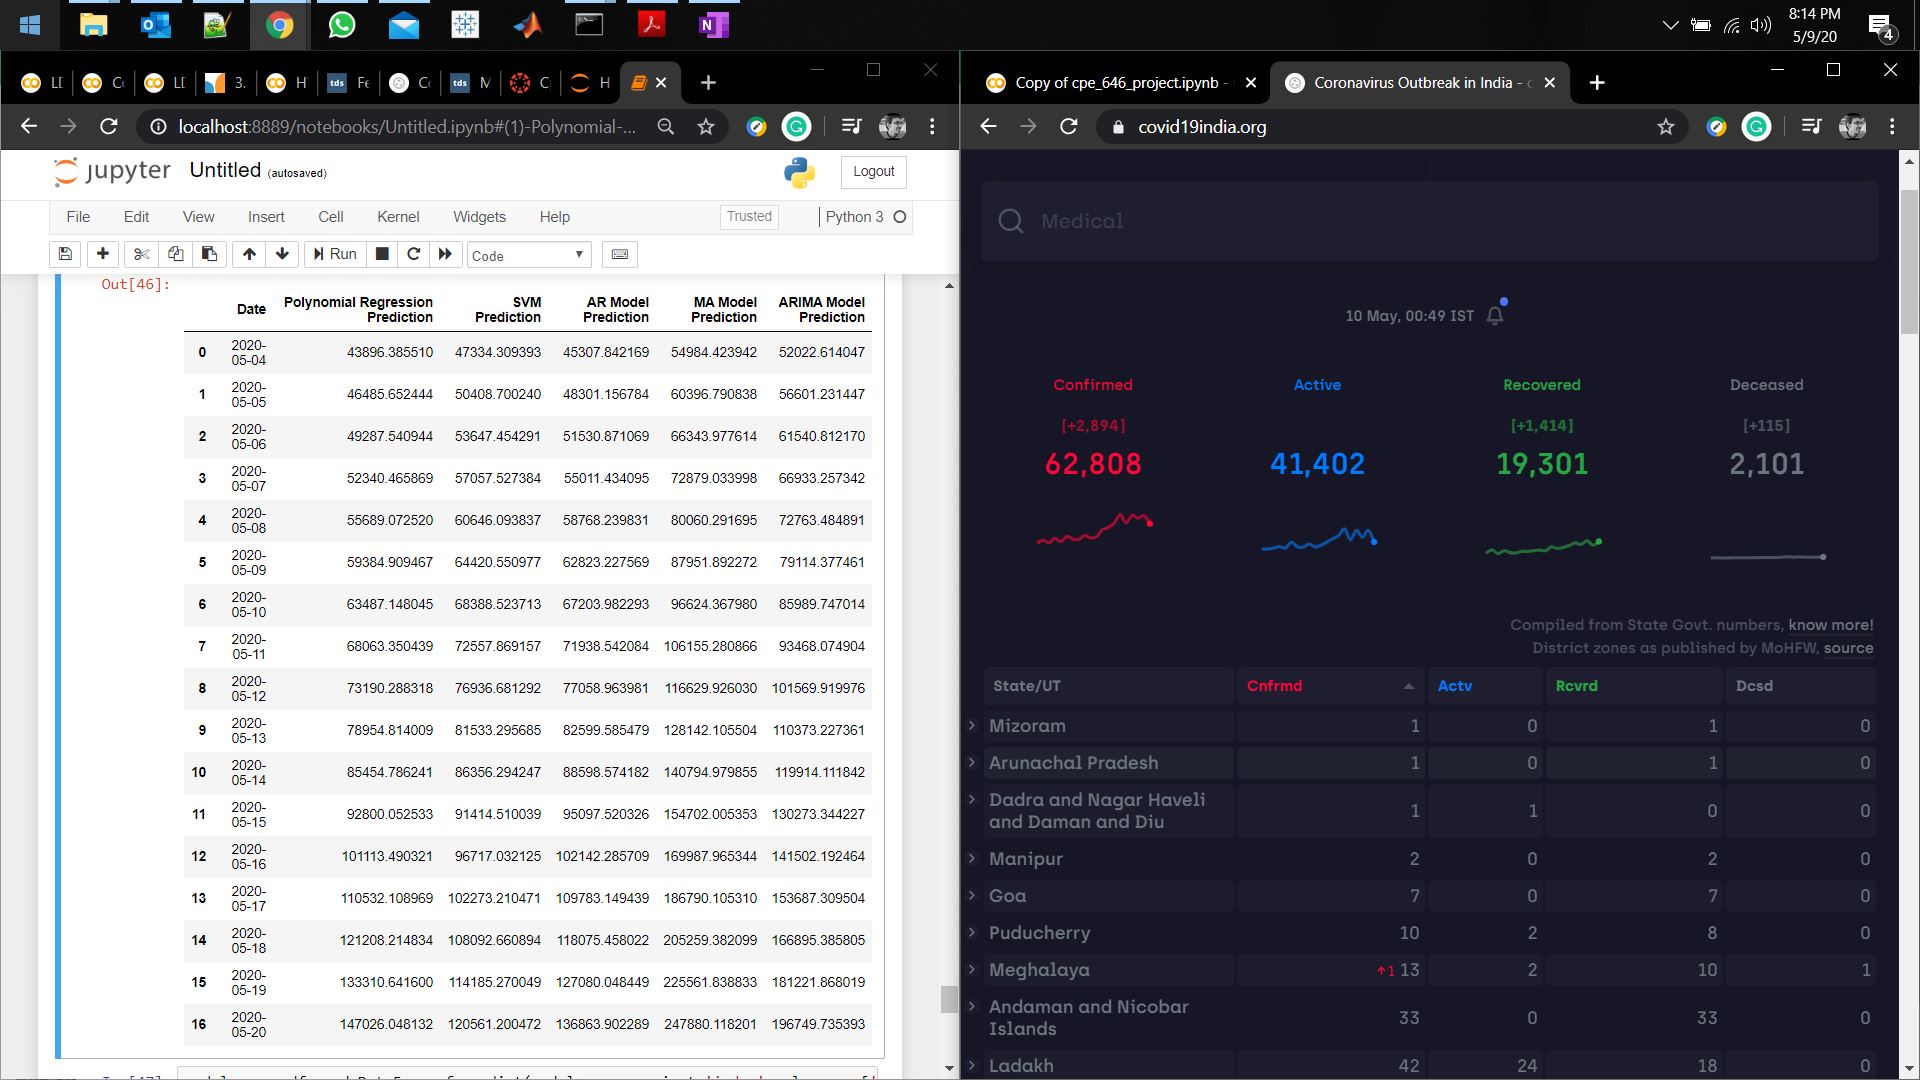 8:14 PM
5/9/20
4
LD
Co
LD
3.
H
tds
Fe
Co
tds
M
C
H
localhost:8889/notebooks/Untitled.ipynb#(1)-Polynomial-...
jupyter Untitled (autosaved)
Logout
File Edit View Insert Cell Kernel Widgets Help Trusted Python 3
Run Code
Out[46]:
Date Polynomial Regression Prediction SVM Prediction AR Model Prediction MA Model Prediction ARIMA Model Prediction
0 2020-05-04 43896.385510 47334.309393 45307.842169 54984.423942 52022.614047
1 2020-05-05 46485.652444 50408.700240 48301.156784 60396.790838 56601.231447
2 2020-05-06 49287.540944 53647.454291 51530.871069 66343.977614 61540.812170
3 2020-05-07 52340.465869 57057.527384 55011.434095 72879.033998 66933.257342
4 2020-05-08 55689.072520 60646.093837 58768.239831 80060.291695 72763.484891
5 2020-05-09 59384.909467 64420.550977 62823.227569 87951.892272 79114.377461
6 2020-05-10 63487.148045 68388.523713 67203.982293 96624.367980 85989.747014
7 2020-05-11 68063.350439 72557.869157 71938.542084 106155.280866 93468.074904
8 2020-05-12 73190.288318 76936.681292 77058.963981 116629.926030 101569.919976
9 2020-05-13 78954.814009 81533.295685 82599.585479 128142.105504 110373.227361
10 2020-05-14 85454.786241 86356.294247 88598.574182 140794.979855 119914.111842
11 2020-05-15 92800.052533 91414.510039 95097.520326 154702.005353 130273.344227
12 2020-05-16 101113.490321 96717.032125 102142.285709 169987.965344 141502.192464
13 2020-05-17 110532.108969 102273.210471 109783.149439 186790.105310 153687.309504
14 2020-05-18 121208.214834 108092.660894 118075.458022 205259.382099 166895.385805
15 2020-05-19 133310.641600 114185.270049 127080.048449 225561.838833 181221.868019
16 2020-05-20 147026.048132 120561.200472 136863.902289 247880.118201 196749.735393
Copy of cpe_646_project.ipynb -
Coronavirus Outbreak in India - c
covid19india.org
Medical
10 May, 00:49 IST
Confirmed Active Recovered Deceased
[+2,894] [+1,414] [+115]
62,808 41,402 19,301 2,101
Compiled from State Govt. numbers, know more!
District zones as published by MoHFW, source
State/UT Cnfrmd Actv Rcvrd Dcsd
Mizoram 1 0 1 0
Arunachal Pradesh 1 0 1 0
Dadra and Nagar Haveli
and Daman and Diu 1 1 0 0
Manipur 2 0 2 0
Goa 7 0 7 0
Puducherry 10 2 8 0
Meghalaya ↑1 13 2 10 1
Andaman and Nicobar
Islands 33 0 33 0
Ladakh 42 24 18 0